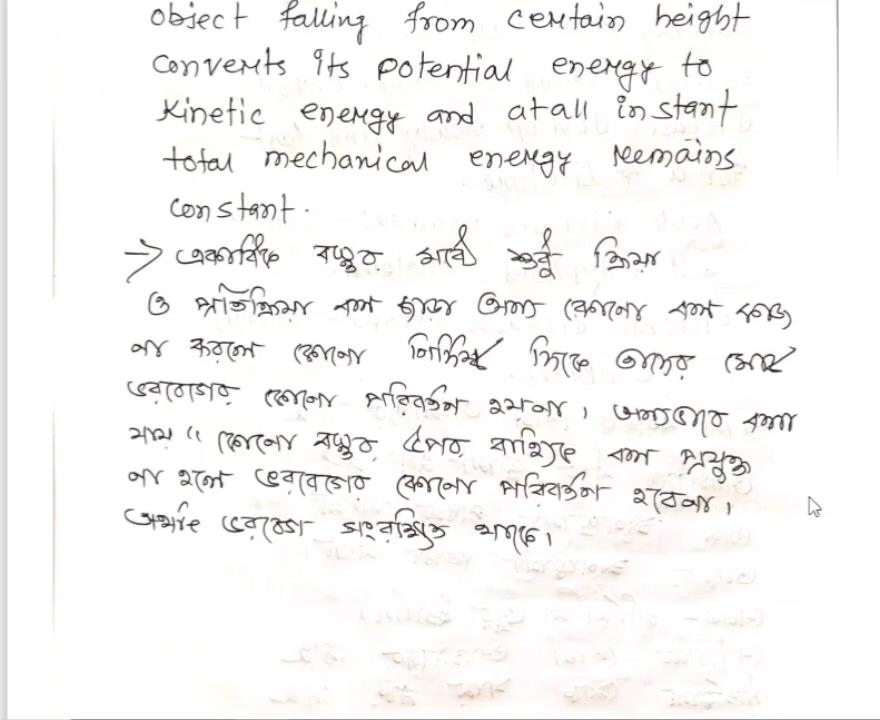 object falling from certain height
converts its potential energy to
kinetic energy and at all instant
total mechanical energy remains
constant.
→ একাধিক বস্তুর মধ্যে শুধু ক্রিয়া
ও প্রতিক্রিয়া বল ছাড়া অন্য কোনো বল কাজ
না করলে কোনো নির্দিষ্ট দিকে তাদের মোট
ভরবেগের কোনো পরিবর্তন হয়না। অন্যভাবে বলা
যায় “ কোনো বস্তুর উপর বাহ্যিক বল প্রযুক্ত
না হলে ভরবেগের কোনো পরিবর্তন হবেনা।
অর্থাৎ ভরবেগ সংরক্ষিত থাকে।